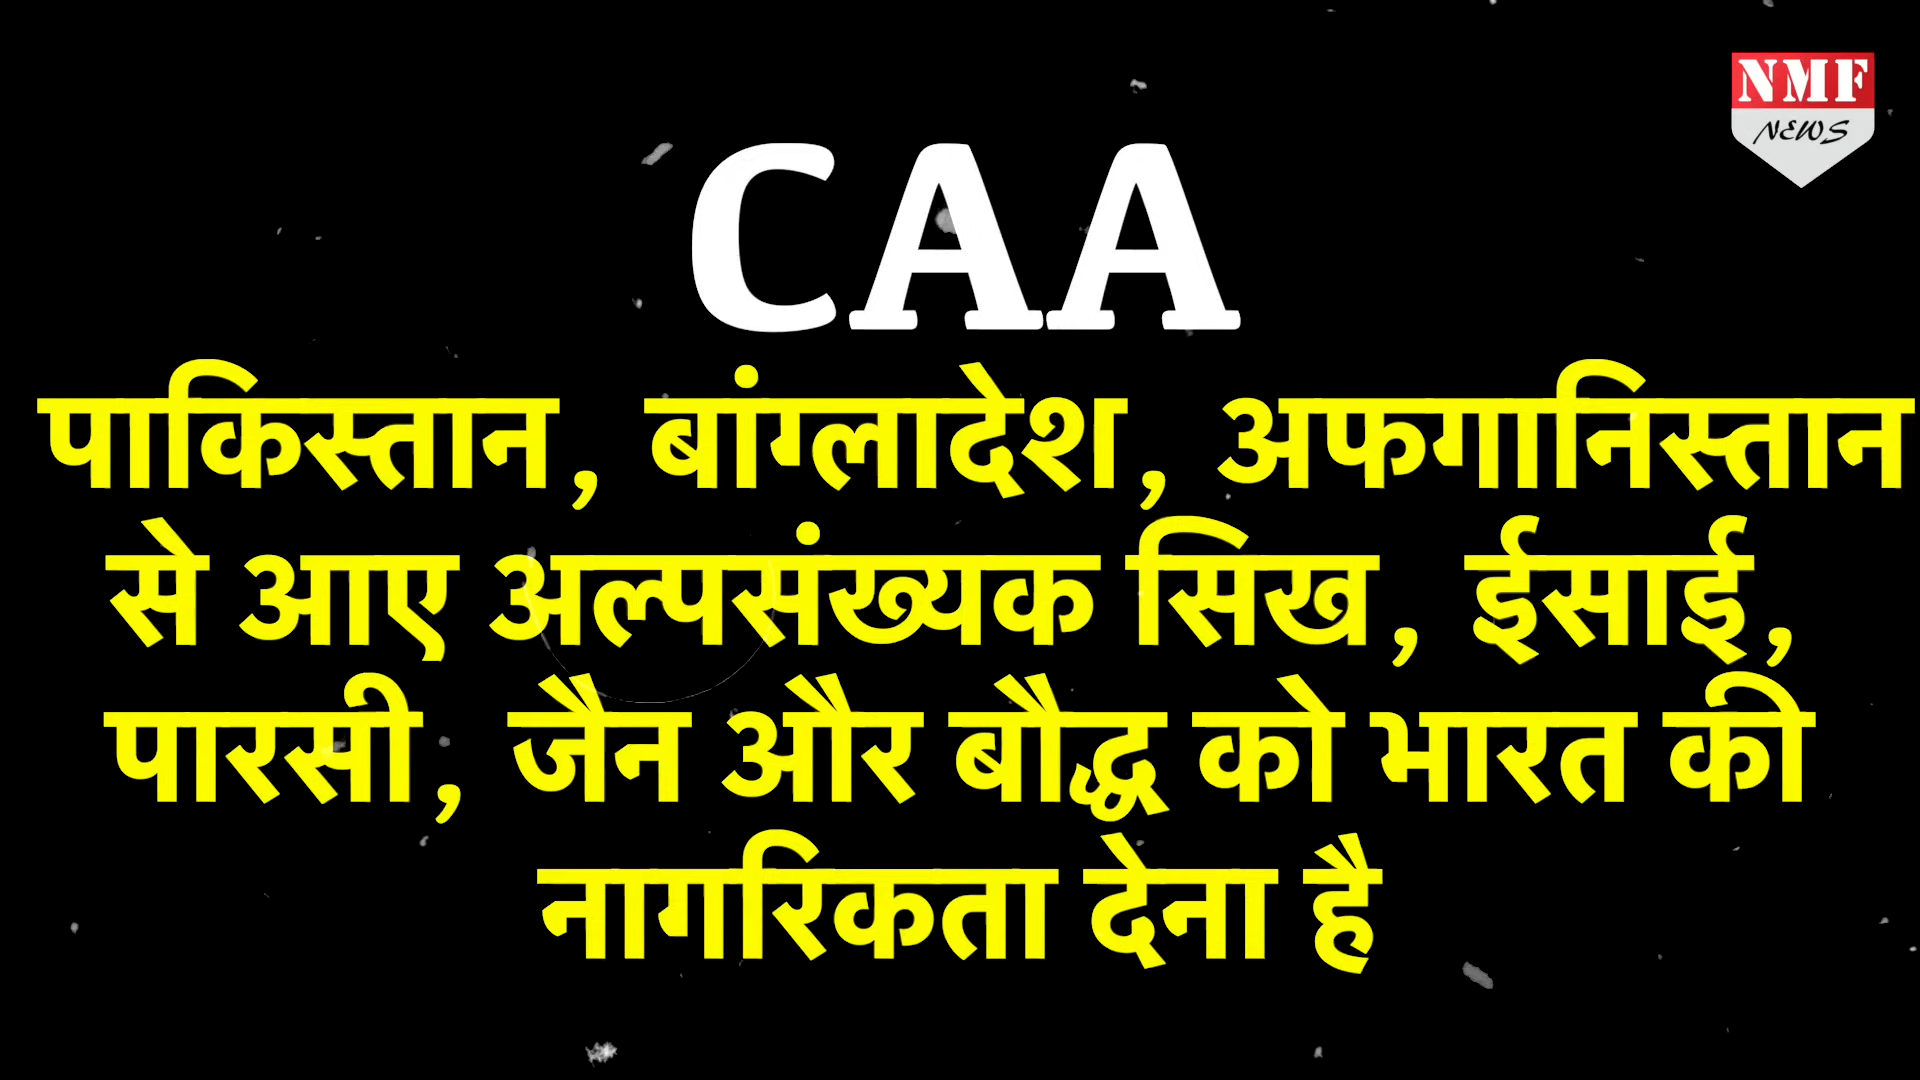 NMF
NEWS
CAA
पाकिस्तान, बांग्लादेश, अफगानिस्तान
से आए अल्पसंख्यक सिख, ईसाई,
पारसी, जैन और बौद्ध को भारत की
नागरिकता देना है